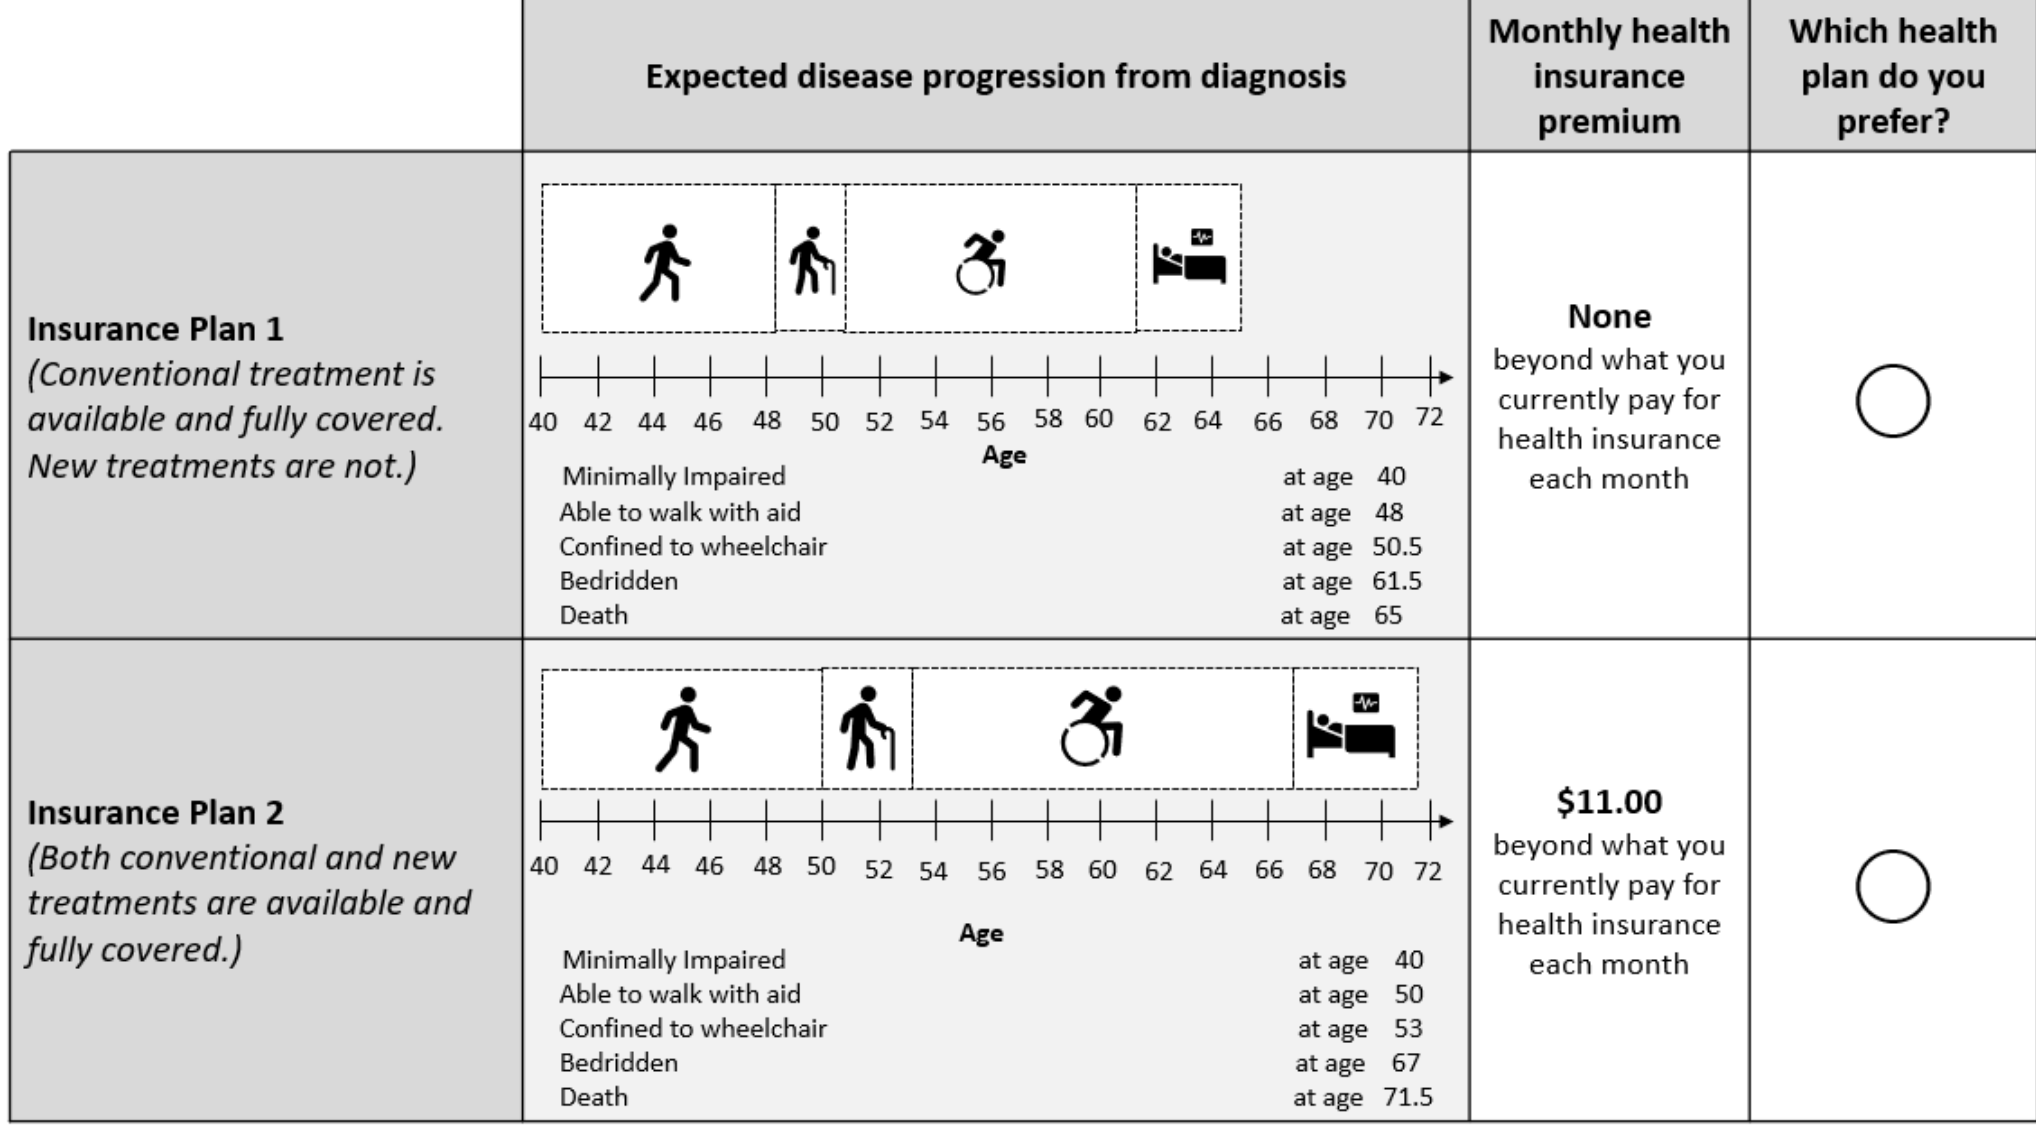 Expected disease progression from diagnosis
Monthly health
insurance
premium
Which health
plan do you
prefer?
Insurance Plan 1
(Conventional treatment is
available and fully covered.
New treatments are not.)
40 42 44 46 48 50 52 54 56 58 60 62 64 66 68 70 72
Age
Minimally Impaired at age 40
Able to walk with aid at age 48
Confined to wheelchair at age 50.5
Bedridden at age 61.5
Death at age 65
None
beyond what you
currently pay for
health insurance
each month
Insurance Plan 2
(Both conventional and new
treatments are available and
fully covered.)
40 42 44 46 48 50 52 54 56 58 60 62 64 66 68 70 72
Age
Minimally Impaired at age 40
Able to walk with aid at age 50
Confined to wheelchair at age 53
Bedridden at age 67
Death at age 71.5
$11.00
beyond what you
currently pay for
health insurance
each month